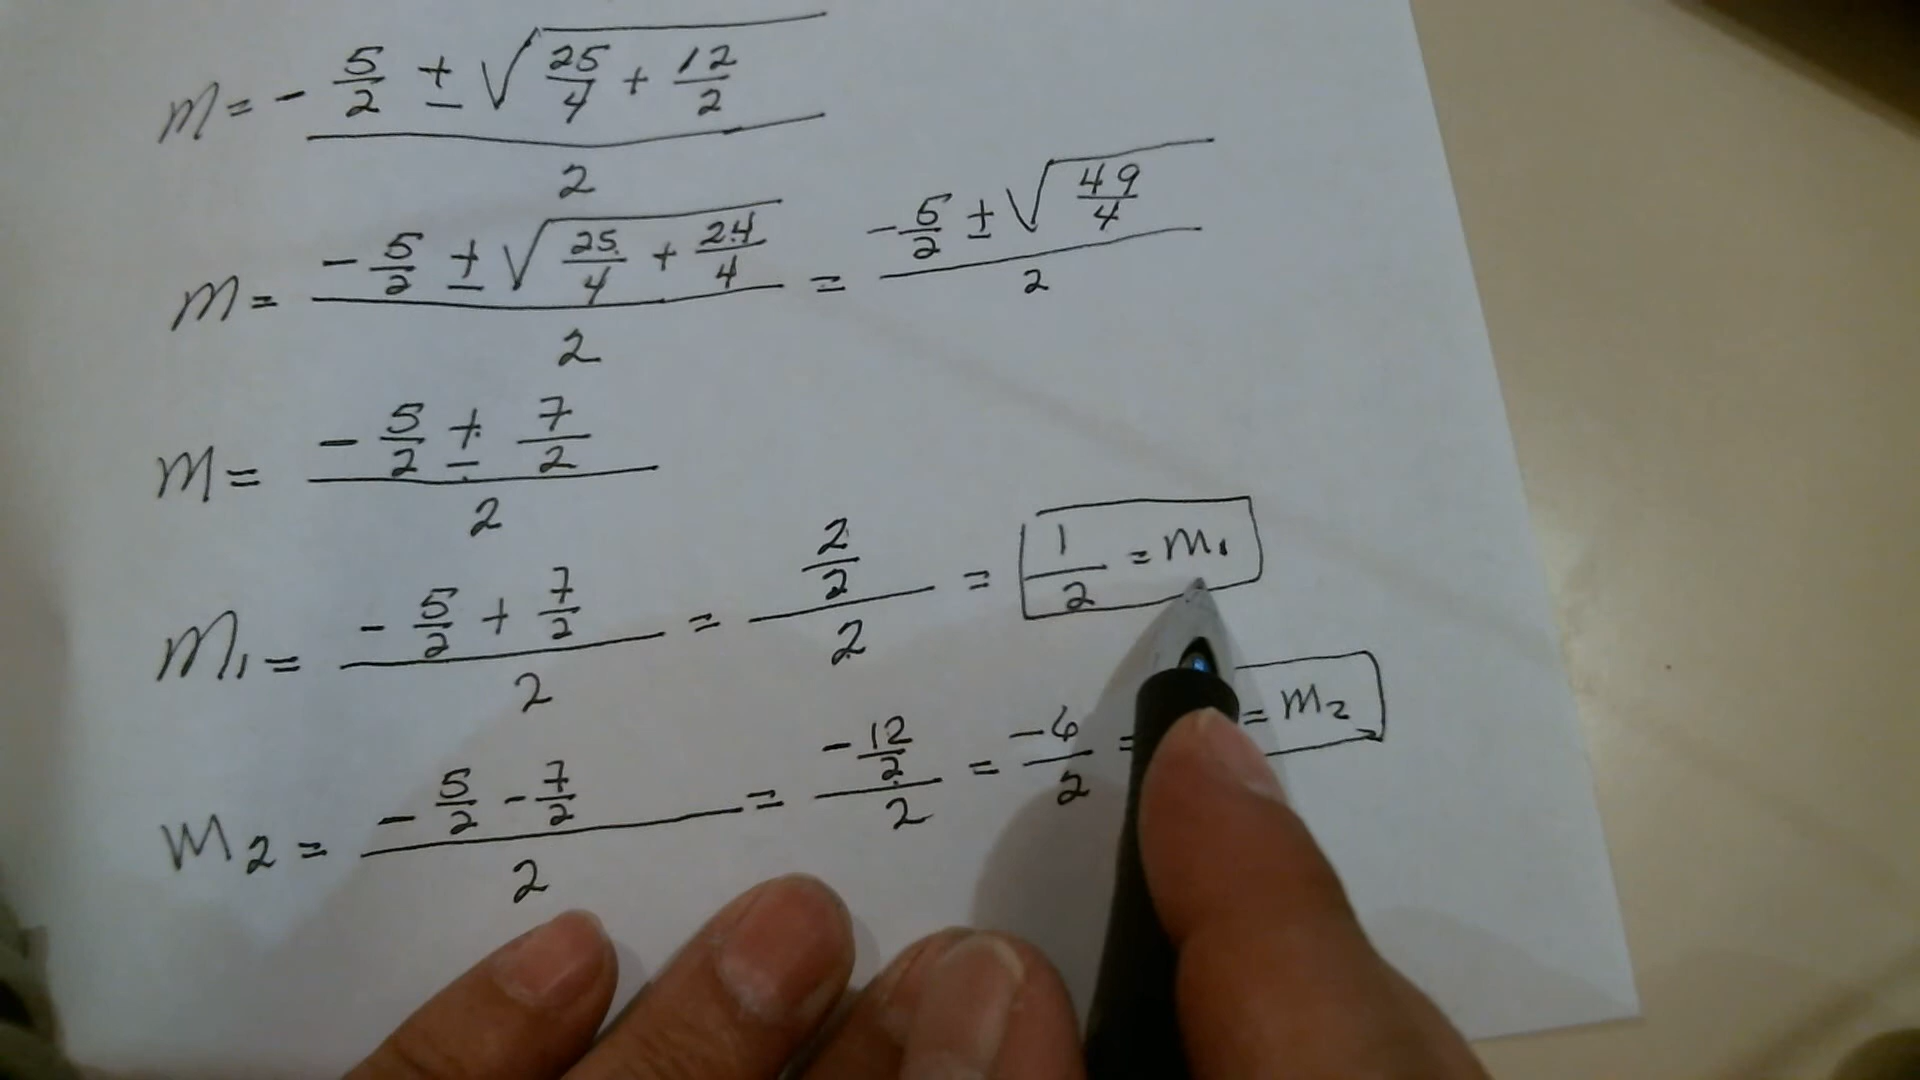 m = - 5/2 ± √(25/4 + 12/2) / 2
m = - 5/2 ± √(25/4 + 24/4) / 2 = - 5/2 ± √(49/4) / 2
m = - 5/2 ± 7/2 / 2
m₁ = - 5/2 + 7/2 / 2 = 2/2 / 2 = 1/2 = m₁
m₂ = - 5/2 - 7/2 / 2 = -12/2 / 2 = -6/2 = = m₂